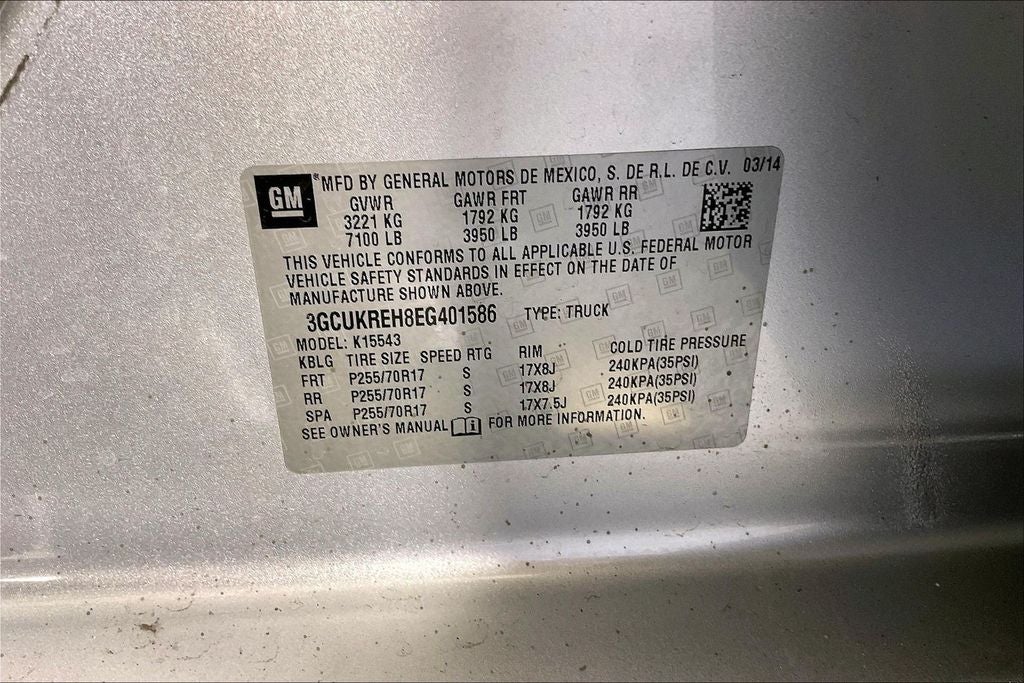 GM ® MFD BY GENERAL MOTORS DE MEXICO, S. DE R.L. DE C.V. 03/14
GVWR GAWR FRT GAWR RR
3221 KG 1792 KG 1792 KG
7100 LB 3950 LB 3950 LB
THIS VEHICLE CONFORMS TO ALL APPLICABLE U.S. FEDERAL MOTOR
VEHICLE SAFETY STANDARDS IN EFFECT ON THE DATE OF
MANUFACTURE SHOWN ABOVE.
3GCUKREH8EG401586 TYPE: TRUCK
MODEL: K15543
KBLG TIRE SIZE SPEED RTG RIM COLD TIRE PRESSURE
FRT P255/70R17 S 17X8J 240KPA(35PSI)
RR P255/70R17 S 17X8J 240KPA(35PSI)
SPA P255/70R17 S 17X7.5J 240KPA(35PSI)
SEE OWNER'S MANUAL i FOR MORE INFORMATION.